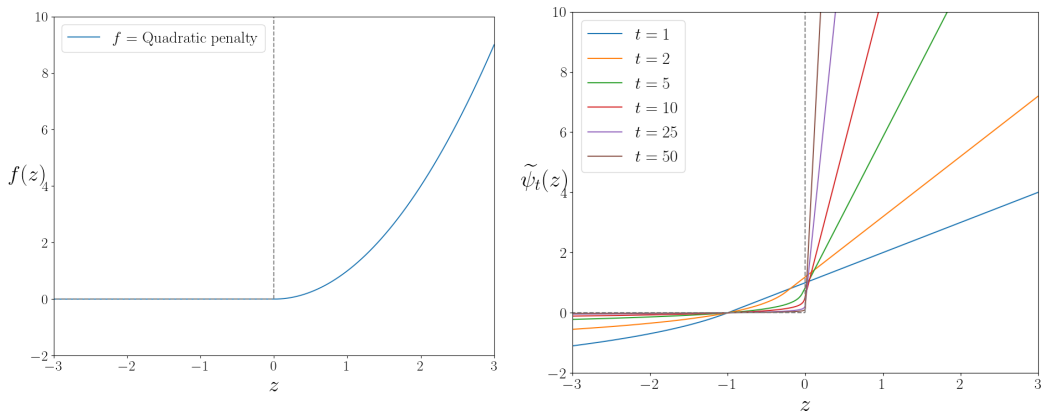 10
8
6
4
2
0
−2
f(z)
f = Quadratic penalty
−3
−2
−1
0
1
2
3
z
10
8
6
4
2
0
−2
ψ̃ₜ(z)
t = 1
t = 2
t = 5
t = 10
t = 25
t = 50
−3
−2
−1
0
1
2
3
z